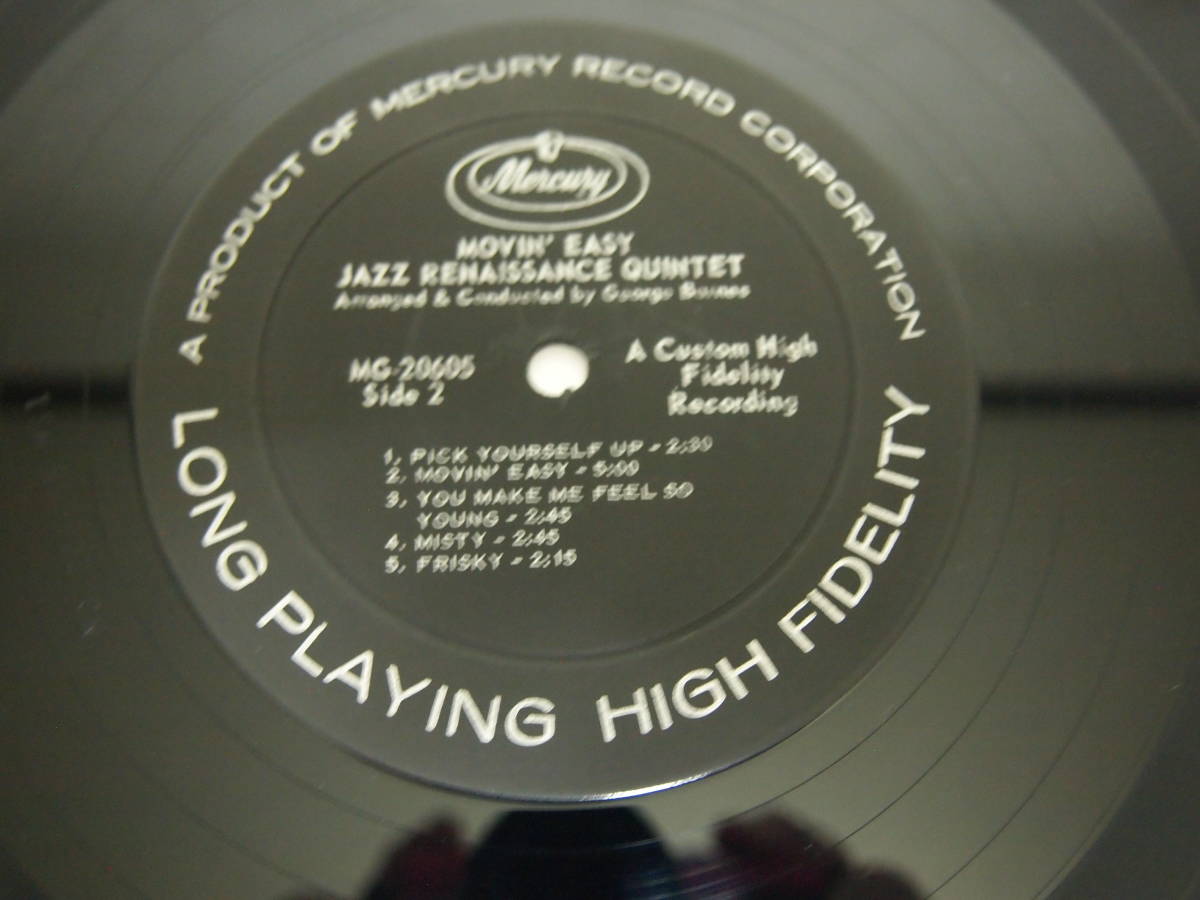 A PRODUCT OF MERCURY RECORD CORPORATION
Mercury
MOVIN' EASY
JAZZ RENAISSANCE QUINTET
Arranged & Conducted by George Barnes
MG-20605
Side 2
A Custom High
Fidelity
Recording
1. PICK YOURSELF UP - 2:30
2. MOVIN' EASY - 5:00
3. YOU MAKE ME FEEL SO
YOUNG - 2:45
4. MISTY - 2:45
5. FRISKY - 2:15
LONG PLAYING HIGH FIDELITY